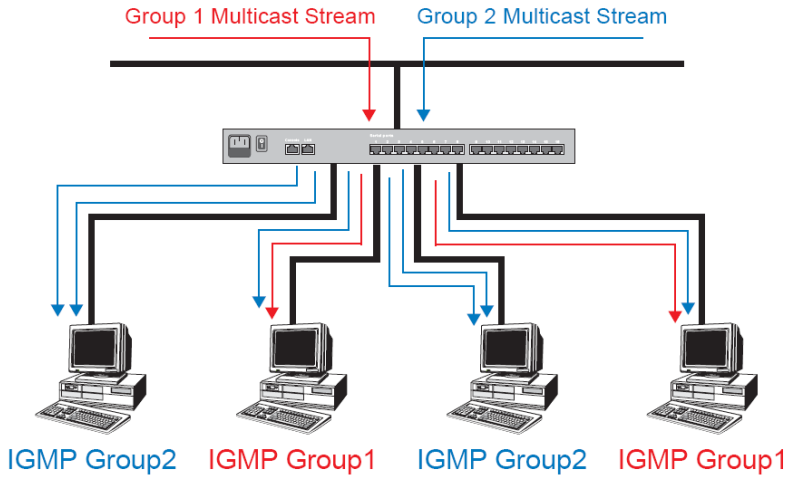 Group 1 Multicast Stream
Group 2 Multicast Stream
IGMP Group2
IGMP Group1
IGMP Group2
IGMP Group1